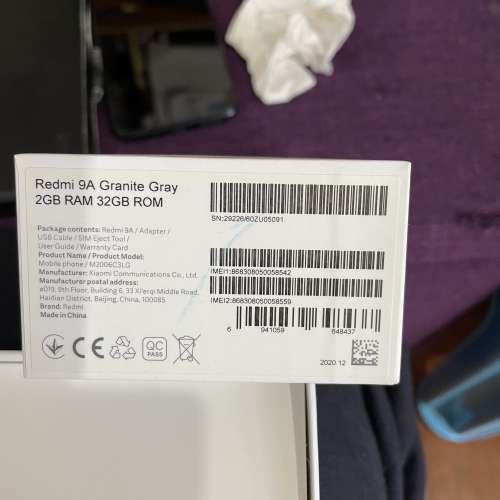 Redmi 9A Granite Gray
2GB RAM 32GB ROM
Package contents: Redmi 9A / Adapter /
USB Cable / SIM Eject Tool /
User Guide / Warranty Card
Product Name / Product Model:
Mobile phone / M2006C3LG
Manufacturer: Xiaomi Communications Co., Ltd.
Manufacturer postal address:
#019, 9th Floor, Building 6, 33 Xi'erqi Middle Road,
Haidian District, Beijing, China, 100085
Brand: Redmi
Made in China
CE
QC
PASS
SN:29226/60ZU05091
IMEI1:868308050058542
IMEI2:868308050058559
6 941059 648437
2020.12